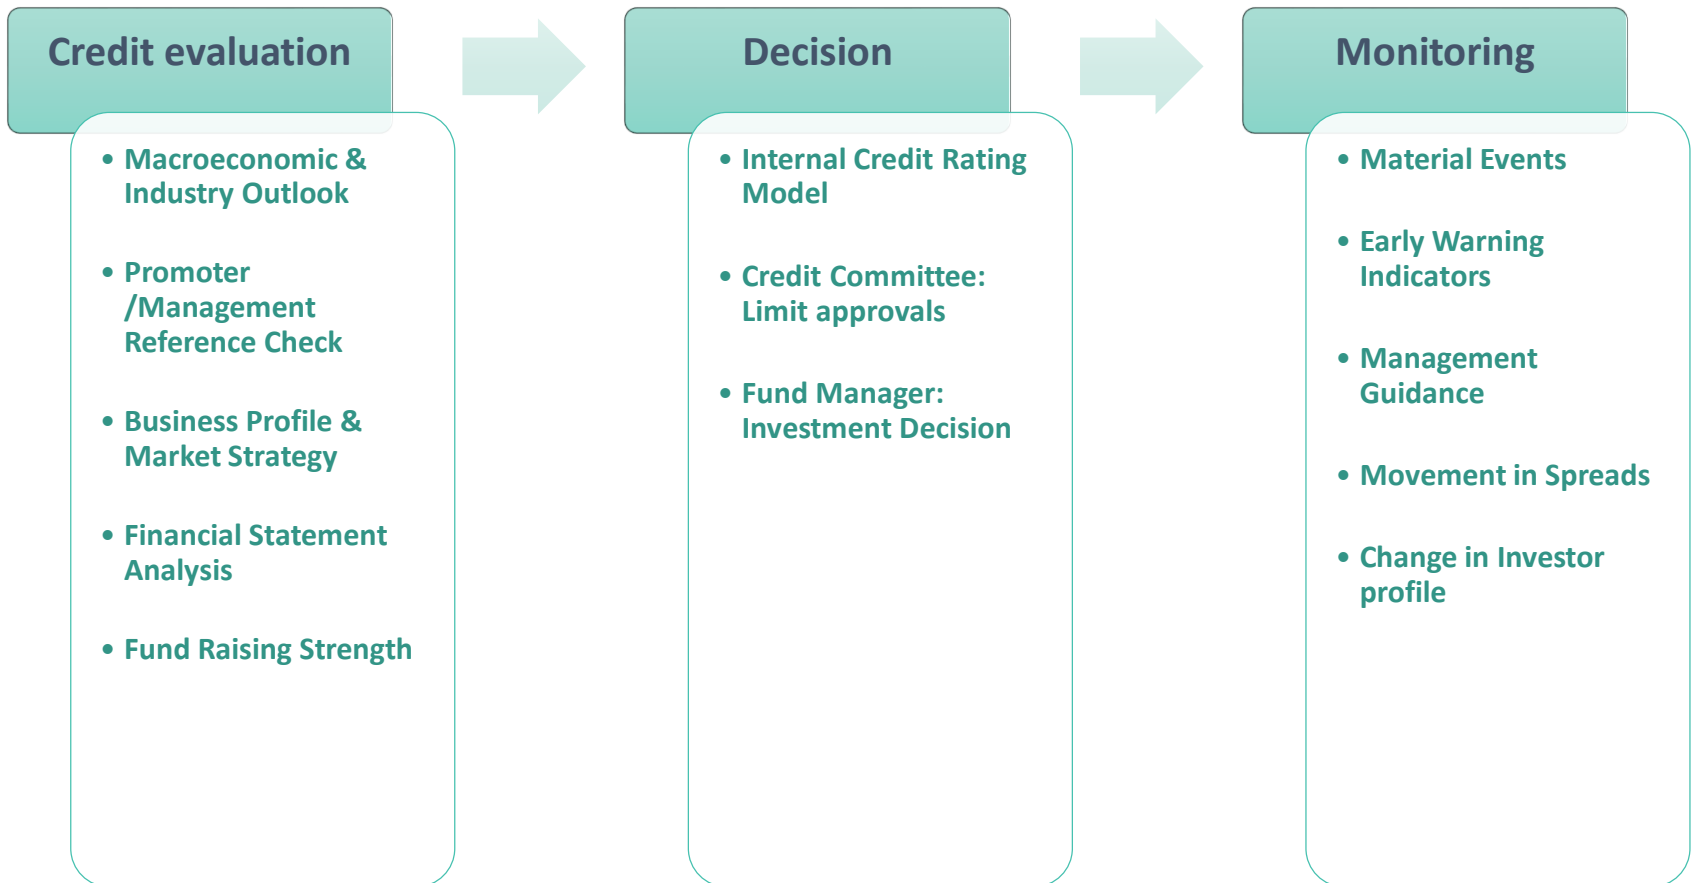 Credit evaluation
• Macroeconomic &
Industry Outlook
• Promoter
/Management
Reference Check
• Business Profile &
Market Strategy
• Financial Statement
Analysis
• Fund Raising Strength
Decision
• Internal Credit Rating
Model
• Credit Committee:
Limit approvals
• Fund Manager:
Investment Decision
Monitoring
• Material Events
• Early Warning
Indicators
• Management
Guidance
• Movement in Spreads
• Change in Investor
profile